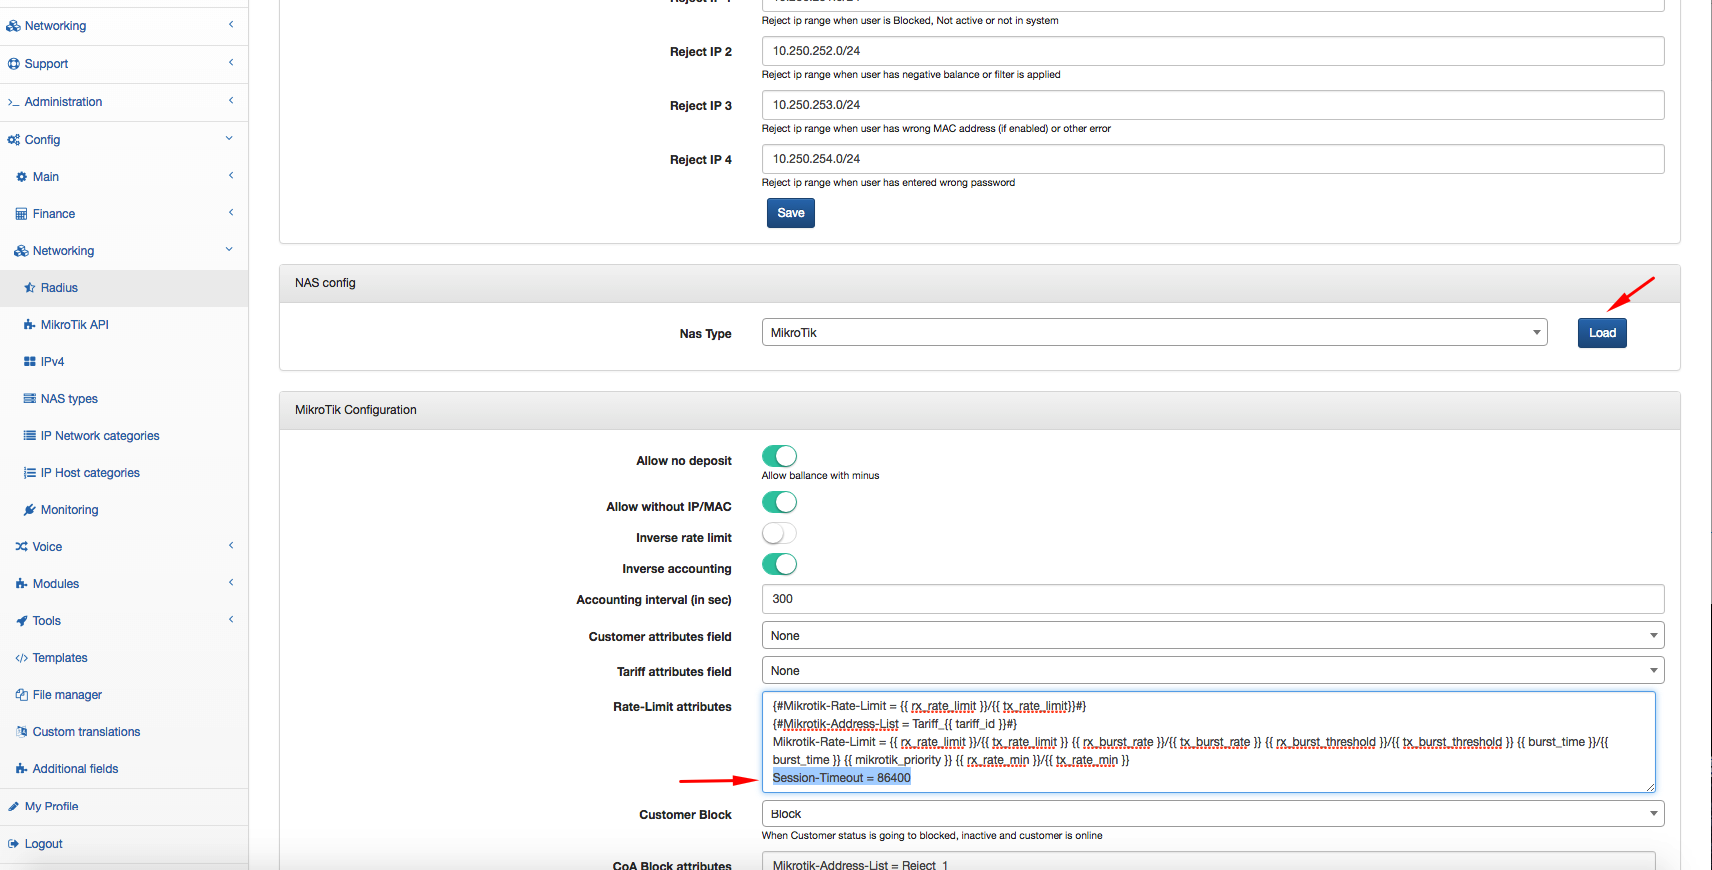 Networking
Support
Administration
Config
Main
Finance
Networking
Radius
MikroTik API
IPv4
NAS types
IP Network categories
IP Host categories
Monitoring
Voice
Modules
Tools
Templates
File manager
Custom translations
Additional fields
My Profile
Logout
Reject ip range when user is Blocked, Not active or not in system
Reject IP 2
10.250.252.0/24
Reject ip range when user has negative balance or filter is applied
Reject IP 3
10.250.253.0/24
Reject ip range when user has wrong MAC address (if enabled) or other error
Reject IP 4
10.250.254.0/24
Reject ip range when user has entered wrong password
Save
NAS config
Nas Type
MikroTik
Load
MikroTik Configuration
Allow no deposit
Allow ballance with minus
Allow without IP/MAC
Inverse rate limit
Inverse accounting
Accounting interval (in sec)
300
Customer attributes field
None
Tariff attributes field
None
Rate-Limit attributes
{#Mikrotik-Rate-Limit = {{ rx_rate_limit }}/{{ tx_rate_limit}}#}
{#Mikrotik-Address-List = Tariff_{{ tariff_id }}#}
Mikrotik-Rate-Limit = {{ rx_rate_limit }}/{{ tx_rate_limit }} {{ rx_burst_rate }}/{{ tx_burst_rate }} {{ rx_burst_threshold }}/{{ tx_burst_threshold }} {{ burst_time }}/{{
burst_time }} {{ mikrotik_priority }} {{ rx_rate_min }}/{{ tx_rate_min }}
Session-Timeout = 86400
Customer Block
Block
When Customer status is going to blocked, inactive and customer is online
CoA Block attributes
Mikrotik-Address-List = Reject_1